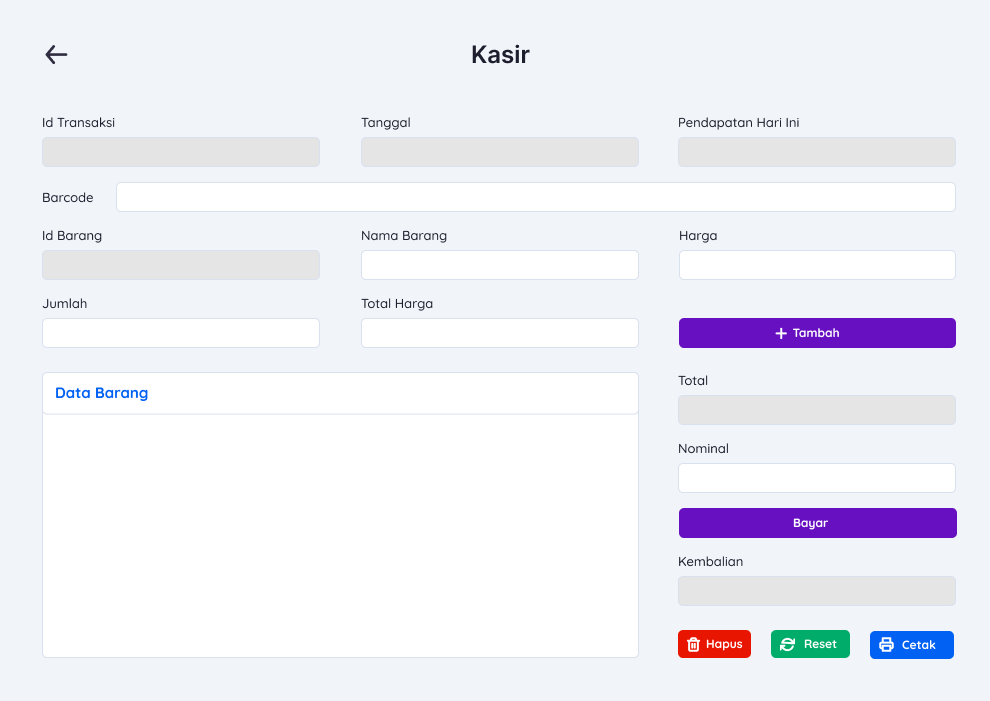 Kasir
Id Transaksi
Tanggal
Pendapatan Hari Ini
Barcode
Id Barang
Nama Barang
Harga
Jumlah
Total Harga
Tambah
Data Barang
Total
Nominal
Bayar
Kembalian
Hapus
Reset
Cetak